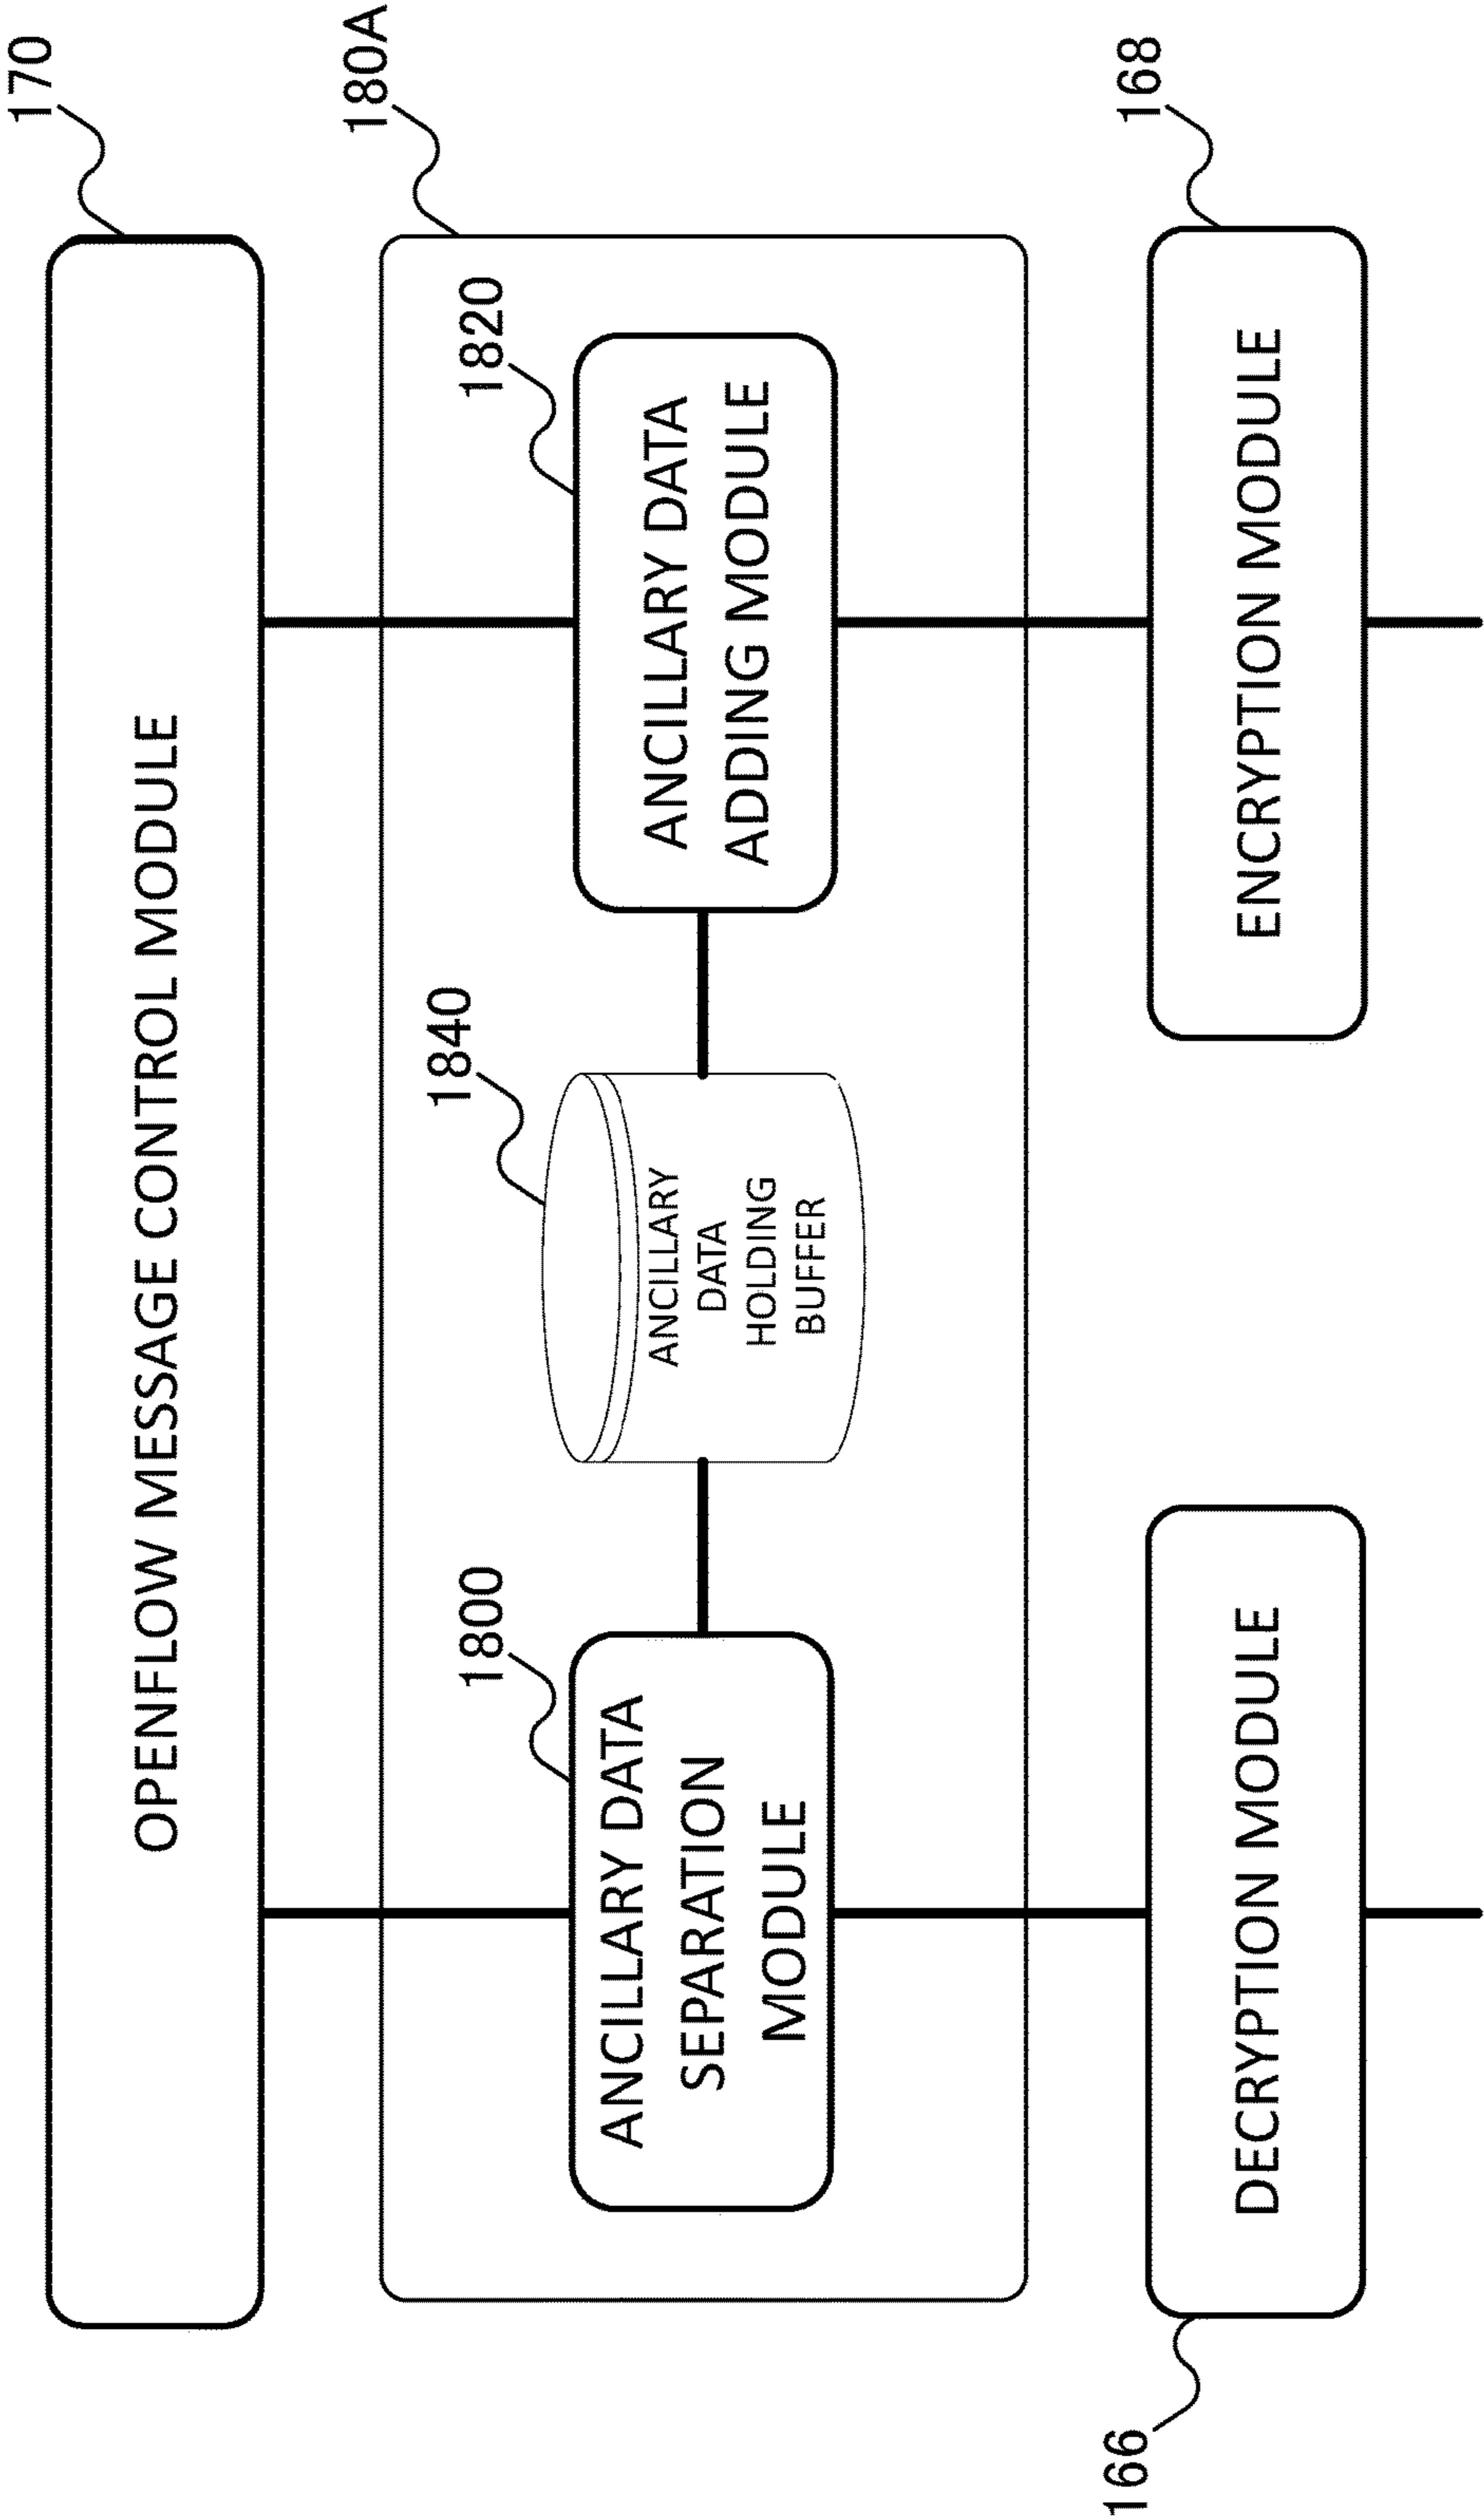 170
OPENFLOW MESSAGE CONTROL MODULE
180A
1800
ANCILLARY DATA
SEPARATION
MODULE
1840
ANCILLARY
DATA
HOLDING
BUFFER
1820
ANCILLARY DATA
ADDING MODULE
166
DECRYPTION MODULE
168
ENCRYPTION MODULE